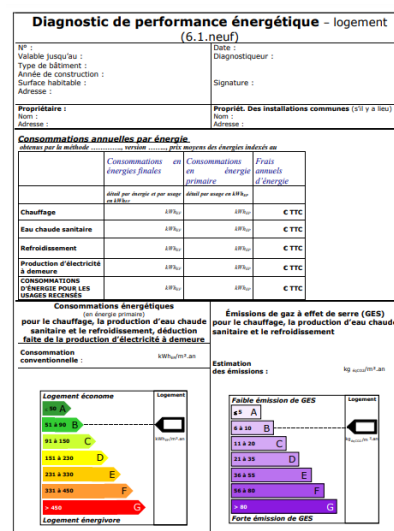 Diagnostic de performance énergétique – logement
(6.1.neuf)
N° :
Valable jusqu'au :
Type de bâtiment :
Année de construction :
Surface habitable :
Adresse :
Date :
Diagnostiqueur :
Signature :
Propriétaire :
Nom :
Adresse :
Propriét. Des installations communes (s'il y a lieu)
Nom :
Adresse :
Consommations annuelles par énergie
obtenus par la méthode …………, version ……., prix moyens des énergies indexés au
Consommations en énergies finales
Consommations en énergie primaire
Frais annuels d'énergie
détail par énergie et par usage en kWhEF
détail par usage en kWhEP
Chauffage kWhEF kWhEP € TTC
Eau chaude sanitaire kWhEF kWhEP € TTC
Refroidissement kWhEF kWhEP € TTC
Production d'électricité à demeure kWhEF kWhEP € TTC
CONSOMMATIONS D'ÉNERGIE POUR LES USAGES RECENSÉS kWhEF kWhEP € TTC
Consommations énergétiques
(en énergie primaire)
pour le chauffage, la production d'eau chaude
sanitaire et le refroidissement, déduction
faite de la production d'électricité à demeure
Émissions de gaz à effet de serre (GES)
pour le chauffage, la production d'eau chaude
sanitaire et le refroidissement
Consommation
conventionnelle : kWhEP/m².an
Estimation
des émissions : kg éqCO2/m².an
Logement économe
Logement
≤ 50 A
51 à 90 B
91 à 150 C
151 à 230 D
231 à 330 E
331 à 450 F
> 450 G
kWhEP/m².an
Logement énergivore
Faible émission de GES
Logement
≤ 5 A
6 à 10 B
11 à 20 C
21 à 35 D
36 à 55 E
56 à 80 F
> 80 G
kg éqCO2/m².an
Forte émission de GES